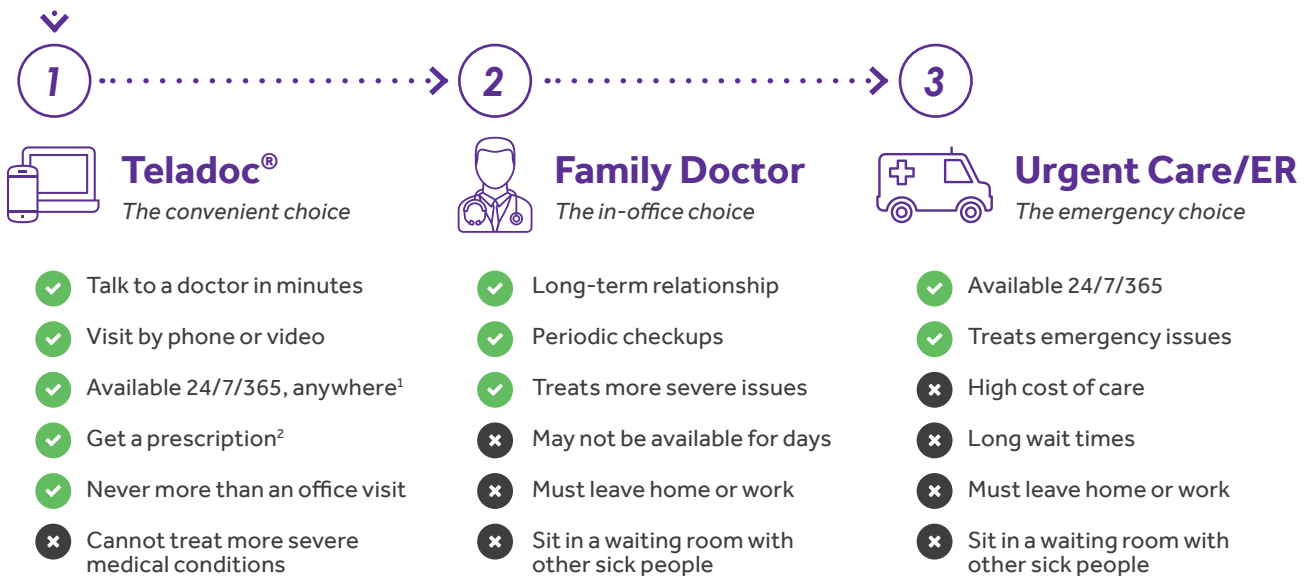 1
2
3
Teladoc®
The convenient choice
Talk to a doctor in minutes
Visit by phone or video
Available 24/7/365, anywhere¹
Get a prescription²
Never more than an office visit
Cannot treat more severe
medical conditions
Family Doctor
The in-office choice
Long-term relationship
Periodic checkups
Treats more severe issues
May not be available for days
Must leave home or work
Sit in a waiting room with
other sick people
Urgent Care/ER
The emergency choice
Available 24/7/365
Treats emergency issues
High cost of care
Long wait times
Must leave home or work
Sit in a waiting room with
other sick people